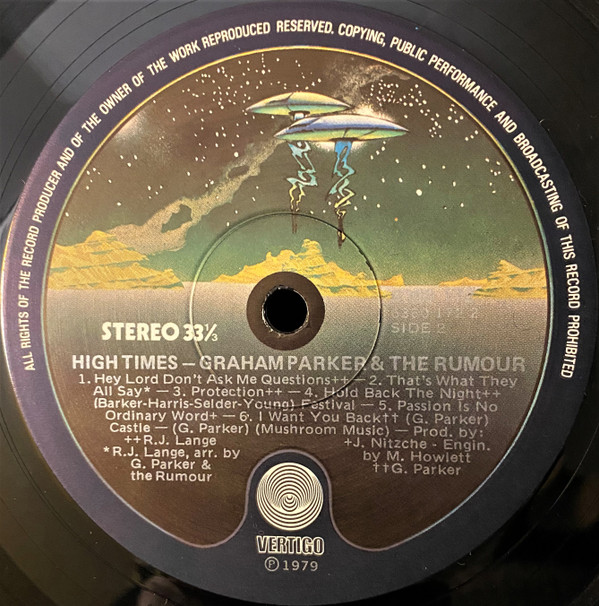 ALL RIGHTS OF THE RECORD PRODUCER AND OF THE OWNER OF THE WORK REPRODUCED RESERVED. COPYING, PUBLIC PERFORMANCE AND BROADCASTING OF THIS RECORD PROHIBITED
STEREO 33⅓
SIDE 2
HIGH TIMES — GRAHAM PARKER & THE RUMOUR
1. Hey Lord Don't Ask Me Questions++ — 2. That's What They
All Say* — 3. Protection++ — 4. Hold Back The Night++
(Barker-Harris-Selder-Young) Festival — 5. Passion Is No
Ordinary Word+ — 6. I Want You Back†† (G. Parker)
Castle — (G. Parker) (Mushroom Music) — Prod. by:
++R.J. Lange
+J. Nitzche - Engin.
*R.J. Lange, arr. by
by M. Howlett
G. Parker &
††G. Parker
the Rumour
VERTIGO
℗ 1979